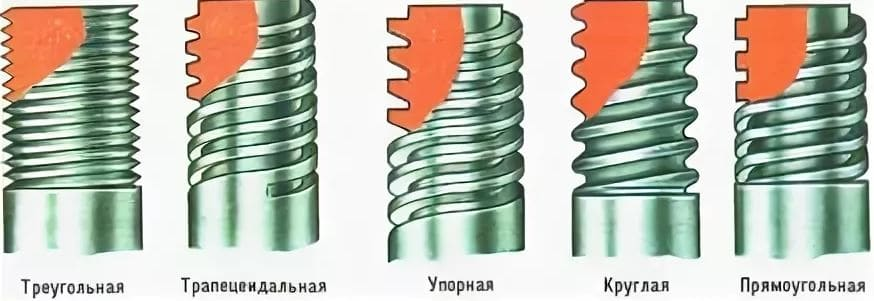 Треугольная
Трапецеидальная
Упорная
Круглая
Прямоугольная